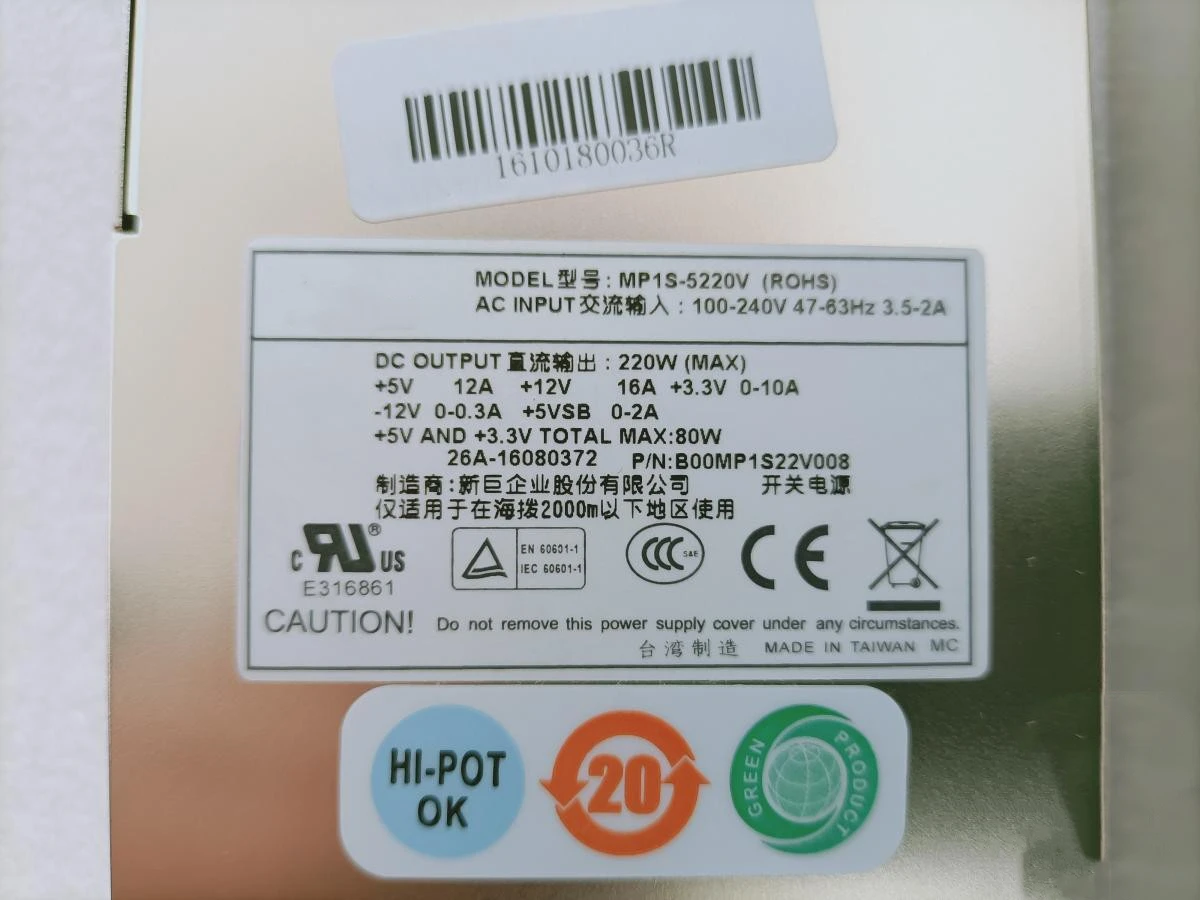 1610180036R
MODEL型号: MP1S-5220V (ROHS)
AC INPUT交流输入: 100-240V 47-63Hz 3.5-2A
DC OUTPUT直流输出: 220W (MAX)
+5V 12A +12V 16A +3.3V 0-10A
-12V 0-0.3A +5VSB 0-2A
+5V AND +3.3V TOTAL MAX:80W
26A-16080372 P/N:B00MP1S22V008
制造商:新巨企业股份有限公司 开关电源
仅适用于在海拨2000m以下地区使用
c RU US ®
E316861
EN 60601-1
IEC 60601-1
CCC S&E
CE
CAUTION! Do not remove this power supply cover under any circumstances.
台湾制造 MADE IN TAIWAN MC
HI-POT
OK
20
GREEN PRODUCT